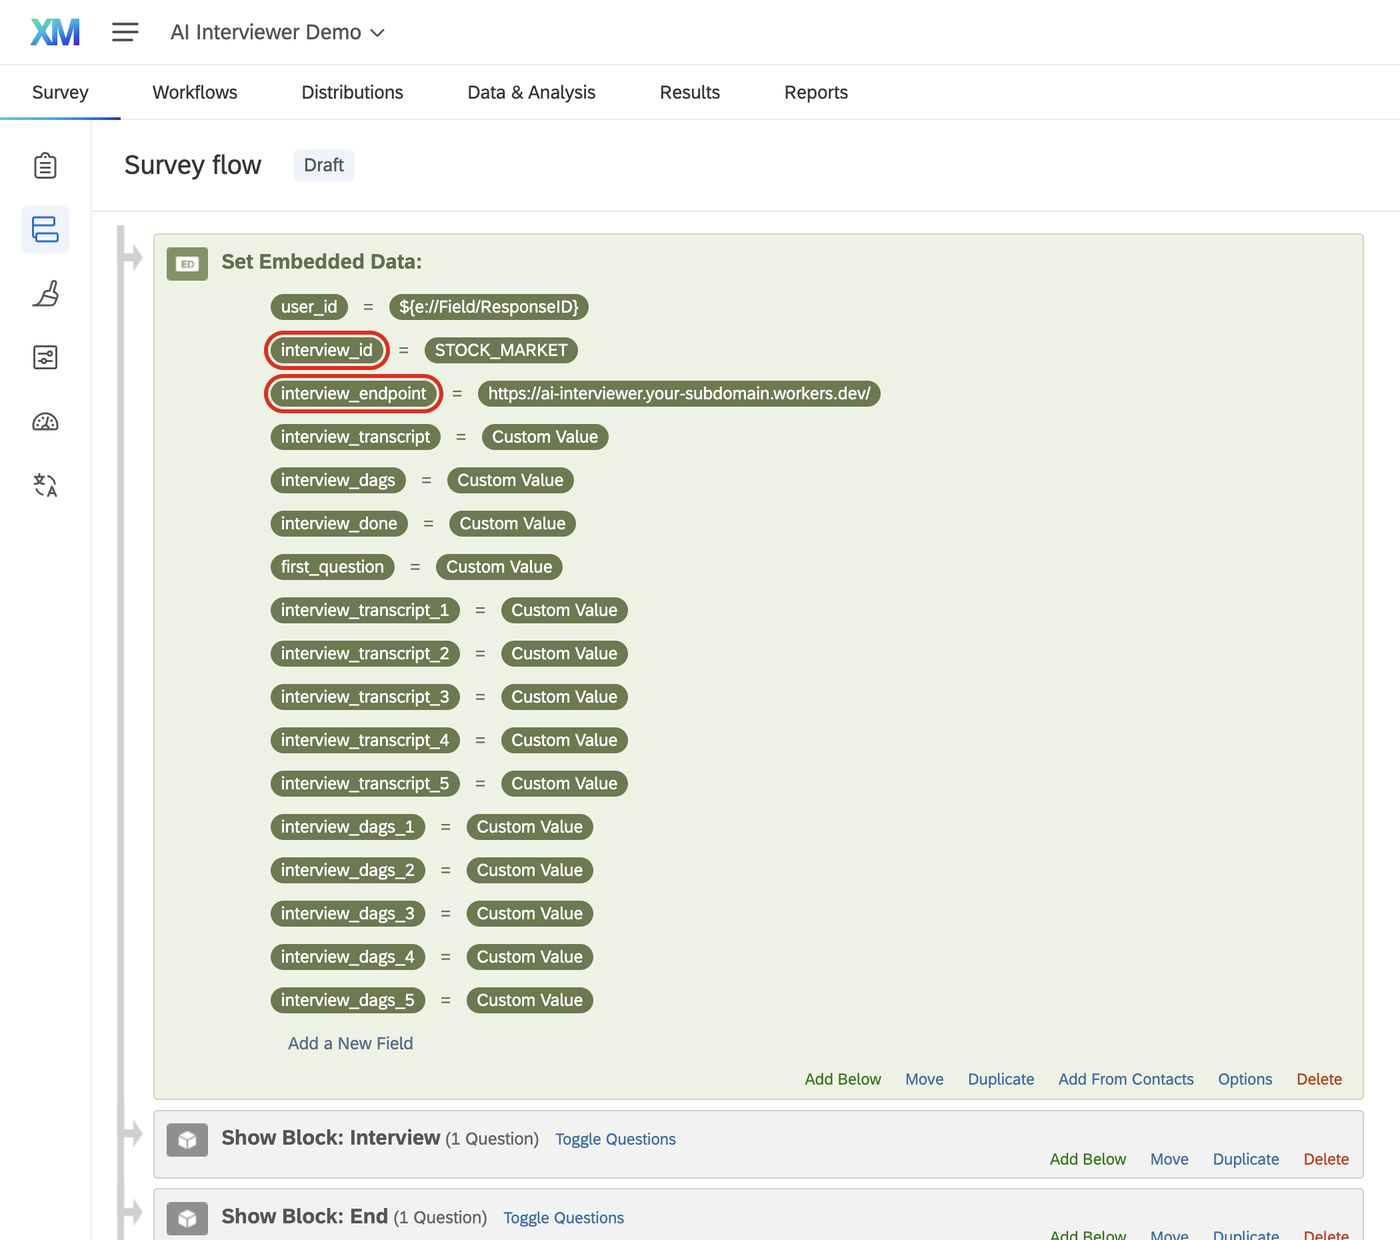 XM AI Interviewer Demo
Survey Workflows Distributions Data & Analysis Results Reports
Survey flow Draft
ED Set Embedded Data:
user_id = ${e://Field/ResponseID}
interview_id = STOCK_MARKET
interview_endpoint = https://ai-interviewer.your-subdomain.workers.dev/
interview_transcript = Custom Value
interview_dags = Custom Value
interview_done = Custom Value
first_question = Custom Value
interview_transcript_1 = Custom Value
interview_transcript_2 = Custom Value
interview_transcript_3 = Custom Value
interview_transcript_4 = Custom Value
interview_transcript_5 = Custom Value
interview_dags_1 = Custom Value
interview_dags_2 = Custom Value
interview_dags_3 = Custom Value
interview_dags_4 = Custom Value
interview_dags_5 = Custom Value
Add a New Field
Add Below Move Duplicate Add From Contacts Options Delete
Show Block: Interview (1 Question) Toggle Questions
Add Below Move Duplicate Delete
Show Block: End (1 Question) Toggle Questions
Add Below Move Duplicate Delete